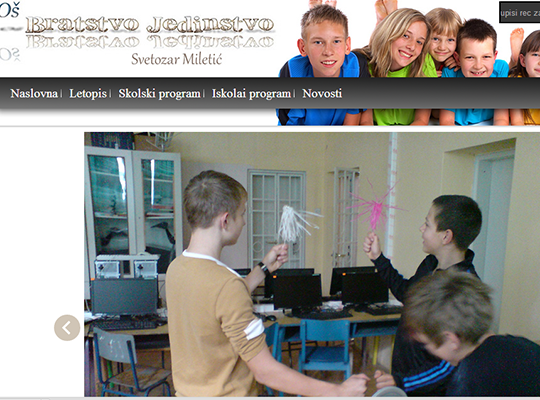 Oš
Bratstvo Jedinstvo
Svetozar Miletić
upisi rec za
Naslovna | Letopis | Skolski program | Iskolai program | Novosti